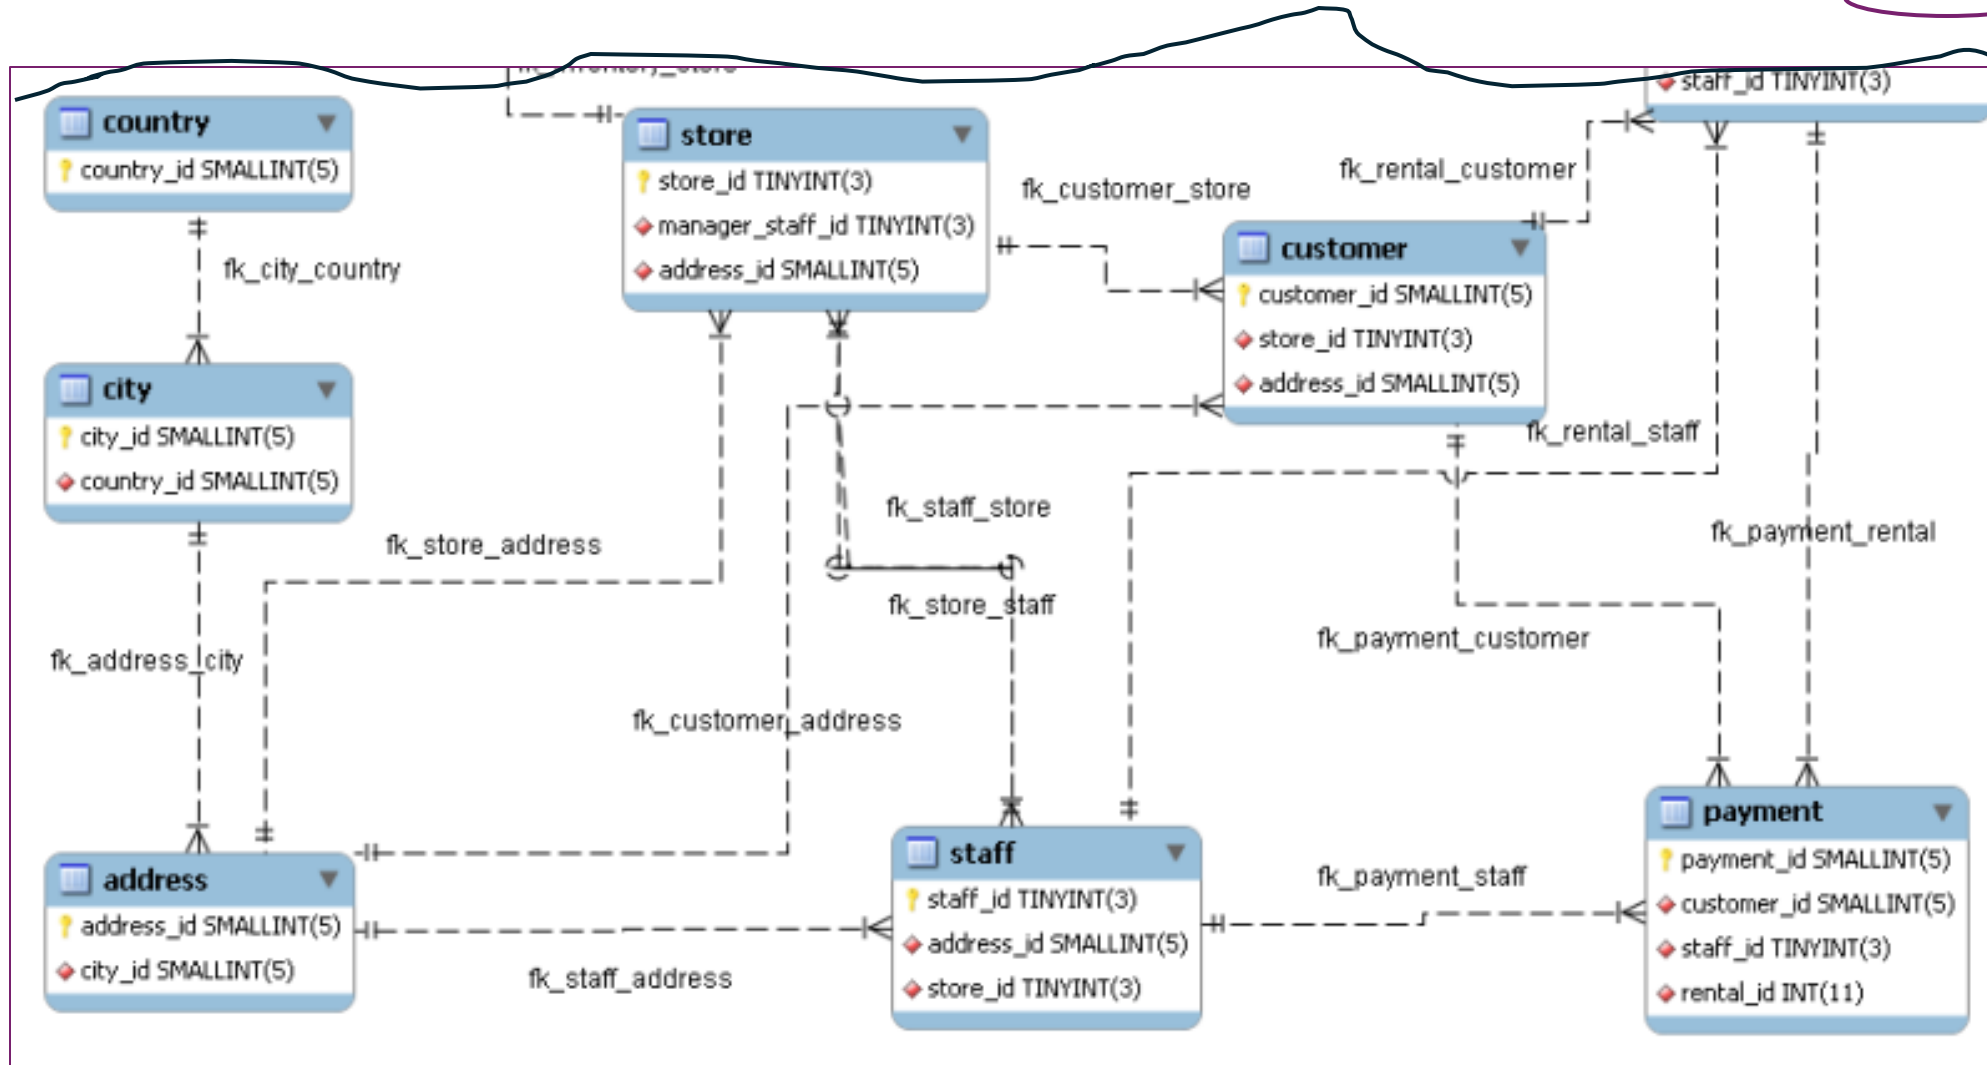 staff_id TINYINT(3)
country
country_id SMALLINT(5)
store
store_id TINYINT(3)
manager_staff_id TINYINT(3)
address_id SMALLINT(5)
fk_customer_store
fk_rental_customer
customer
customer_id SMALLINT(5)
store_id TINYINT(3)
address_id SMALLINT(5)
fk_city_country
city
city_id SMALLINT(5)
country_id SMALLINT(5)
fk_rental_staff
fk_staff_store
fk_store_address
fk_payment_rental
fk_store_staff
fk_payment_customer
fk_address_city
fk_customer_address
address
address_id SMALLINT(5)
city_id SMALLINT(5)
fk_staff_address
staff
staff_id TINYINT(3)
address_id SMALLINT(5)
store_id TINYINT(3)
fk_payment_staff
payment
payment_id SMALLINT(5)
customer_id SMALLINT(5)
staff_id TINYINT(3)
rental_id INT(11)